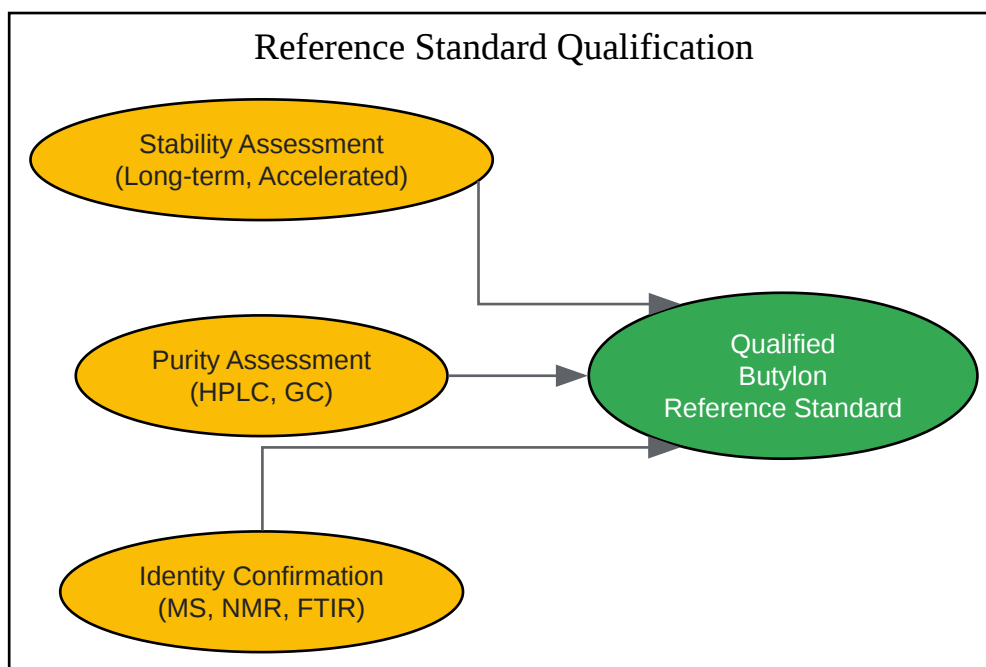 Reference Standard Qualification
Stability Assessment
(Long-term, Accelerated)
Purity Assessment
(HPLC, GC)
Qualified
Butylon
Reference Standard
Identity Confirmation
(MS, NMR, FTIR)